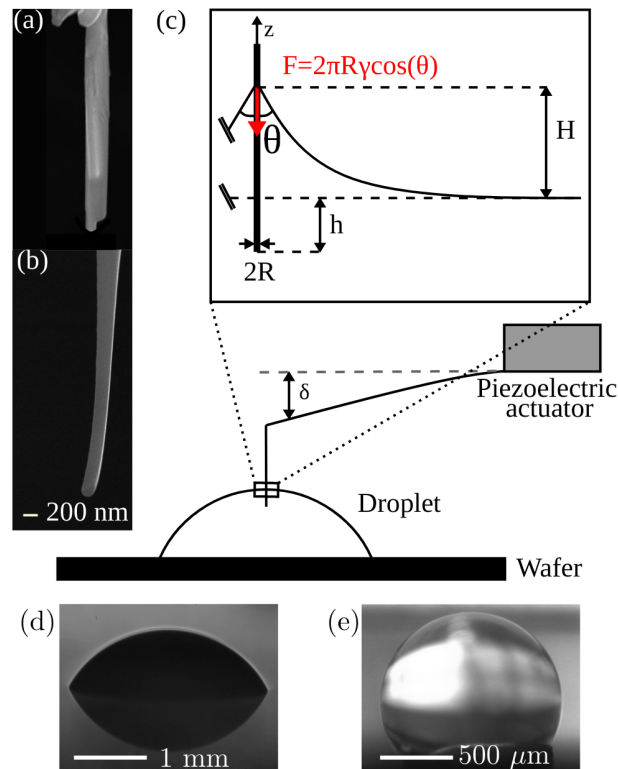 (a)
(c)
z
F=2πRγcos(θ)
θ
H
h
2R
(b)
200 nm
δ
Piezoelectric
actuator
Droplet
Wafer
(d)
1 mm
(e)
500 μm